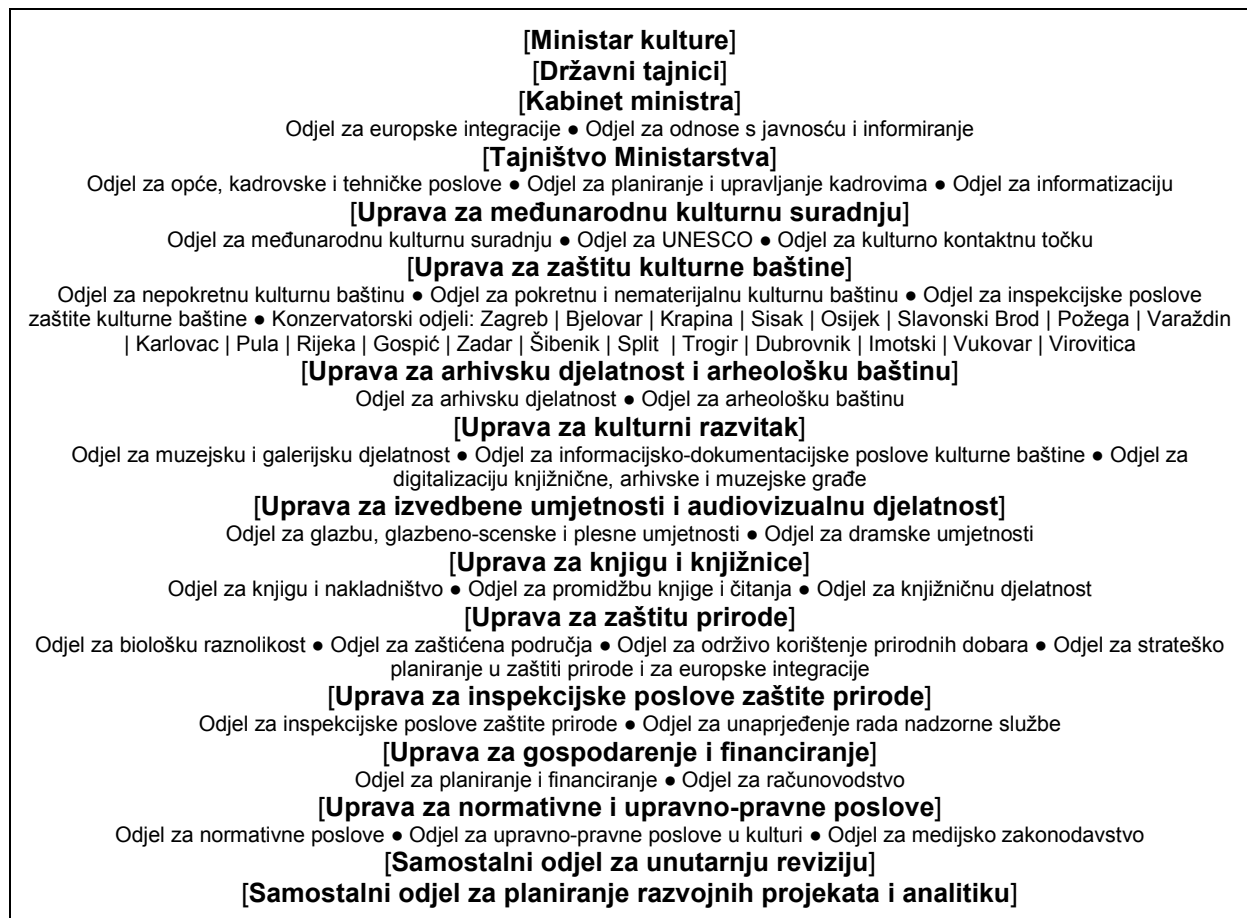 [Ministar kulture]
[Državni tajnici]
[Kabinet ministra]
Odjel za europske integracije ● Odjel za odnose s javnosću i informiranje
[Tajništvo Ministarstva]
Odjel za opće, kadrovske i tehničke poslove ● Odjel za planiranje i upravljanje kadrovima ● Odjel za informatizaciju
[Uprava za međunarodnu kulturnu suradnju]
Odjel za međunarodnu kulturnu suradnju ● Odjel za UNESCO ● Odjel za kulturno kontaktnu točku
[Uprava za zaštitu kulturne baštine]
Odjel za nepokretnu kulturnu baštinu ● Odjel za pokretnu i nematerijalnu kulturnu baštinu ● Odjel za inspekcijske poslove
zaštite kulturne baštine ● Konzervatorski odjeli: Zagreb | Bjelovar | Krapina | Sisak | Osijek | Slavonski Brod | Požega | Varaždin
| Karlovac | Pula | Rijeka | Gospić | Zadar | Šibenik | Split | Trogir | Dubrovnik | Imotski | Vukovar | Virovitica
[Uprava za arhivsku djelatnost i arheološku baštinu]
Odjel za arhivsku djelatnost ● Odjel za arheološku baštinu
[Uprava za kulturni razvitak]
Odjel za muzejsku i galerijsku djelatnost ● Odjel za informacijsko-dokumentacijske poslove kulturne baštine ● Odjel za
digitalizaciju knjižnične, arhivske i muzejske građe
[Uprava za izvedbene umjetnosti i audiovizualnu djelatnost]
Odjel za glazbu, glazbeno-scenske i plesne umjetnosti ● Odjel za dramske umjetnosti
[Uprava za knjigu i knjižnice]
Odjel za knjigu i nakladništvo ● Odjel za promidžbu knjige i čitanja ● Odjel za knjižničnu djelatnost
[Uprava za zaštitu prirode]
Odjel za biološku raznolikost ● Odjel za zaštićena područja ● Odjel za održivo korištenje prirodnih dobara ● Odjel za strateško
planiranje u zaštiti prirode i za europske integracije
[Uprava za inspekcijske poslove zaštite prirode]
Odjel za inspekcijske poslove zaštite prirode ● Odjel za unaprjeđenje rada nadzorne službe
[Uprava za gospodarenje i financiranje]
Odjel za planiranje i financiranje ● Odjel za računovodstvo
[Uprava za normativne i upravno-pravne poslove]
Odjel za normativne poslove ● Odjel za upravno-pravne poslove u kulturi ● Odjel za medijsko zakonodavstvo
[Samostalni odjel za unutarnju reviziju]
[Samostalni odjel za planiranje razvojnih projekata i analitiku]